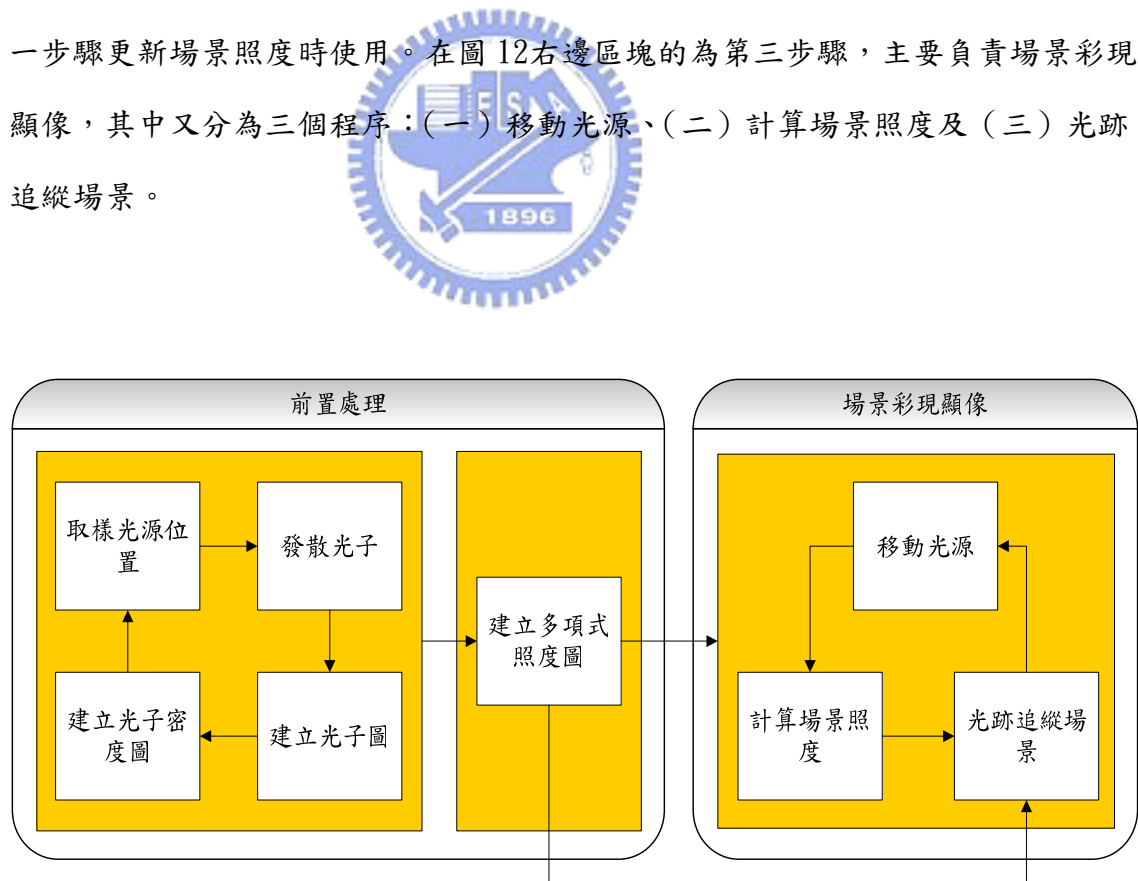 一步驟更新場景照度時使用。在圖 12右邊區塊的為第三步驟，主要負責場景彩現
顯像，其中又分為三個程序：（一）移動光源、（二）計算場景照度及（三）光跡
追縱場景。
ESA
1896
前置處理
場景彩現顯像
取樣光源位
置
發散光子
建立光子密
度圖
建立光子圖
建立多項式
照度圖
移動光源
計算場景照
度
光跡追縱場
景